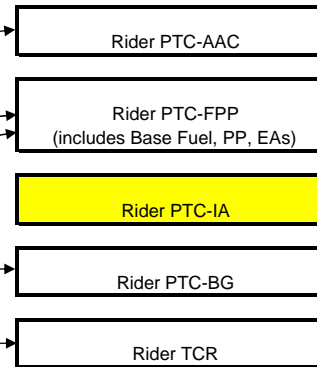 Rider PTC-AAC
Rider PTC-FPP
(includes Base Fuel, PP, EAs)
Rider PTC-IA
Rider PTC-BG
Rider TCR